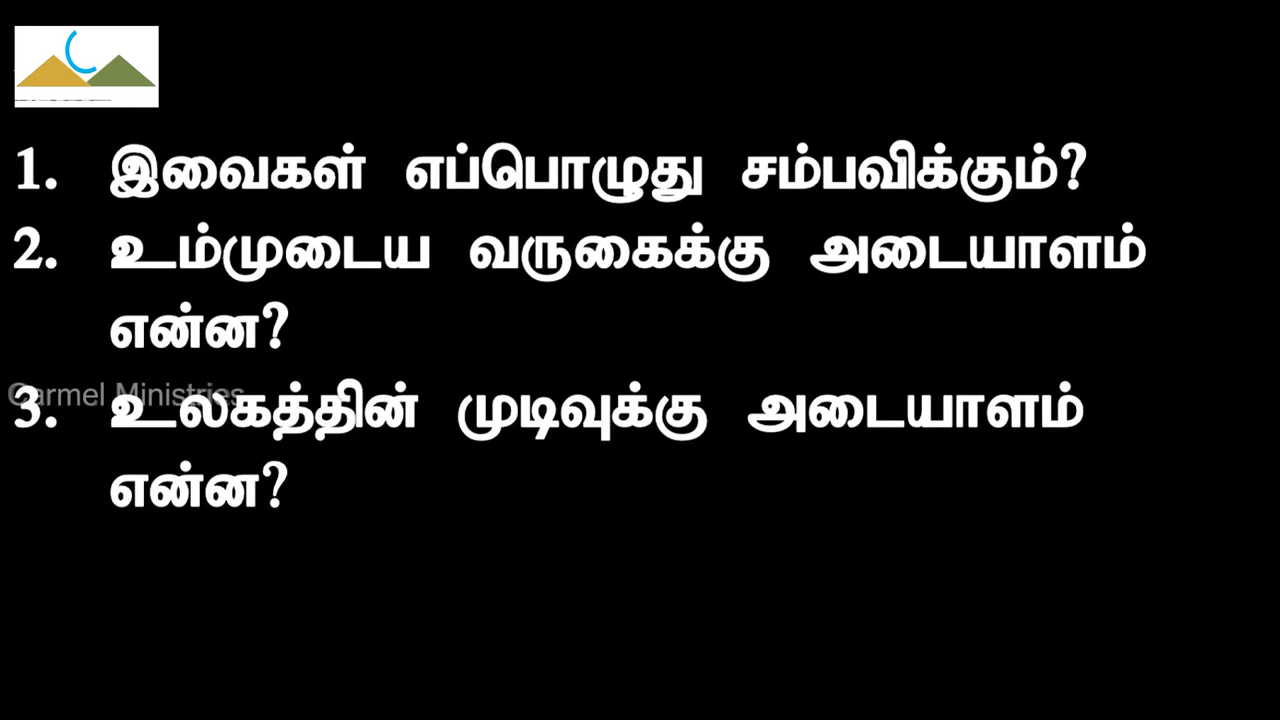 1. இவைகள் எப்பொழுது சம்பவிக்கும்?
2. உம்முடைய வருகைக்கு அடையாளம்
என்ன?
Carmel Ministries
3. உலகத்தின் முடிவுக்கு அடையாளம்
என்ன?